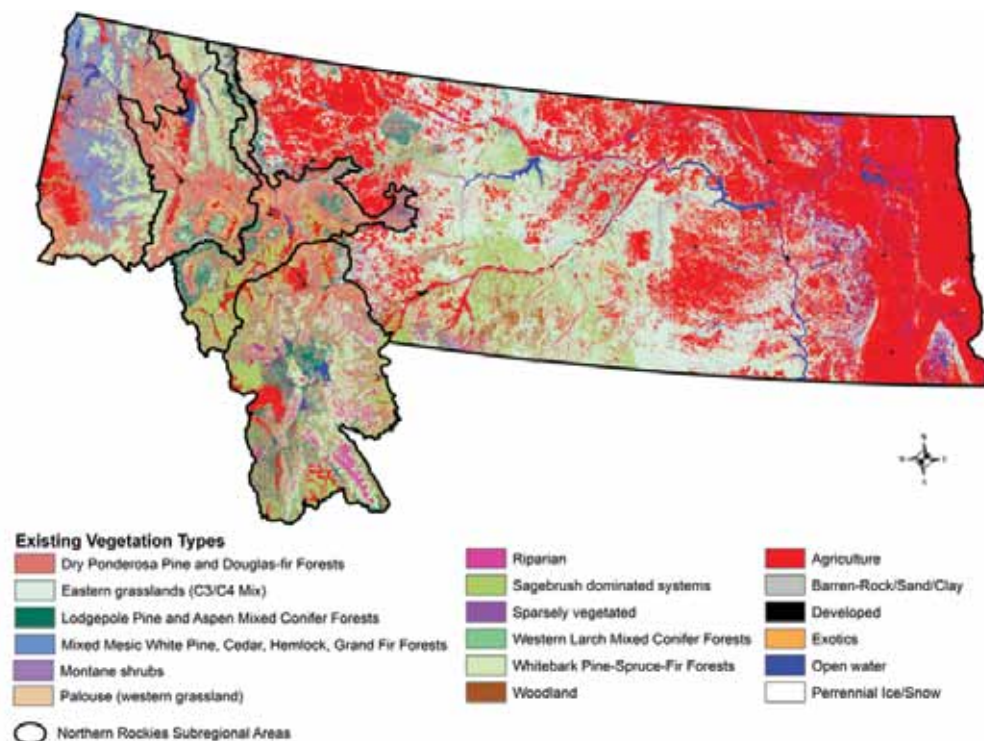 N
W E
S
Existing Vegetation Types
Dry Ponderosa Pine and Douglas-fir Forests
Eastern grasslands (C3/C4 Mix)
Lodgepole Pine and Aspen Mixed Conifer Forests
Mixed Mesic White Pine, Cedar, Hemlock, Grand Fir Forests
Montane shrubs
Palouse (western grassland)
Northern Rockies Subregional Areas
Riparian
Sagebrush dominated systems
Sparsely vegetated
Western Larch Mixed Conifer Forests
Whitebark Pine-Spruce-Fir Forests
Woodland
Agriculture
Barren-Rock/Sand/Clay
Developed
Exotics
Open water
Perrennial Ice/Snow